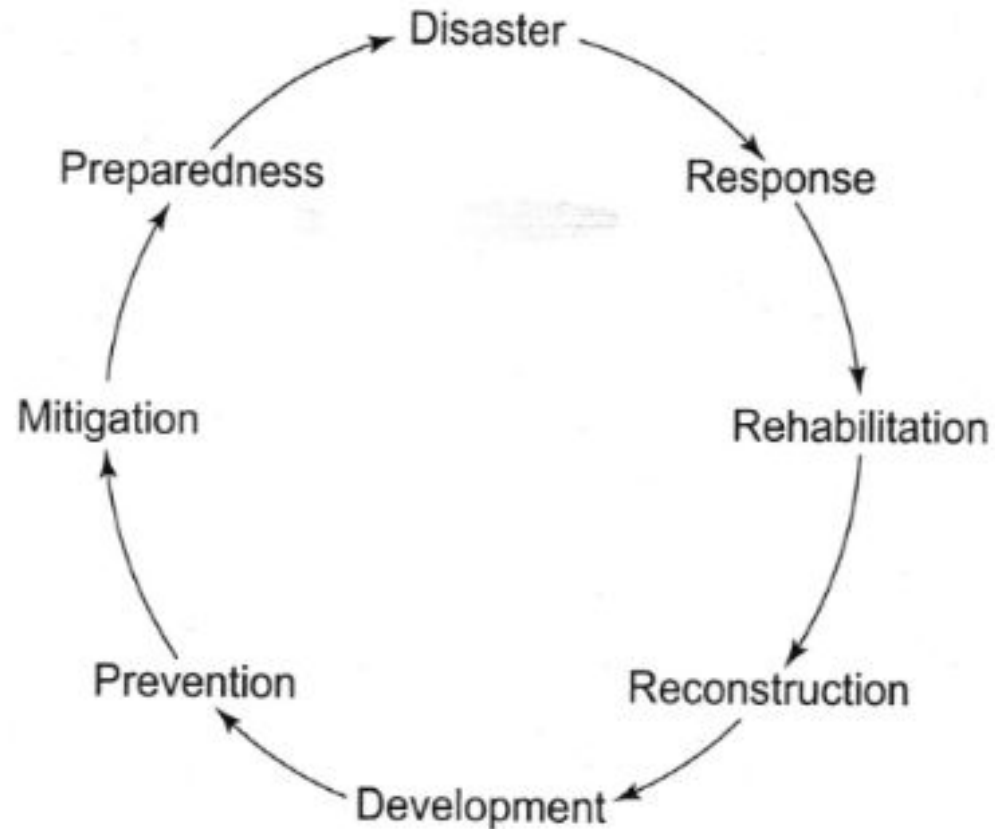 Disaster
Response
Rehabilitation
Reconstruction
Development
Prevention
Mitigation
Preparedness